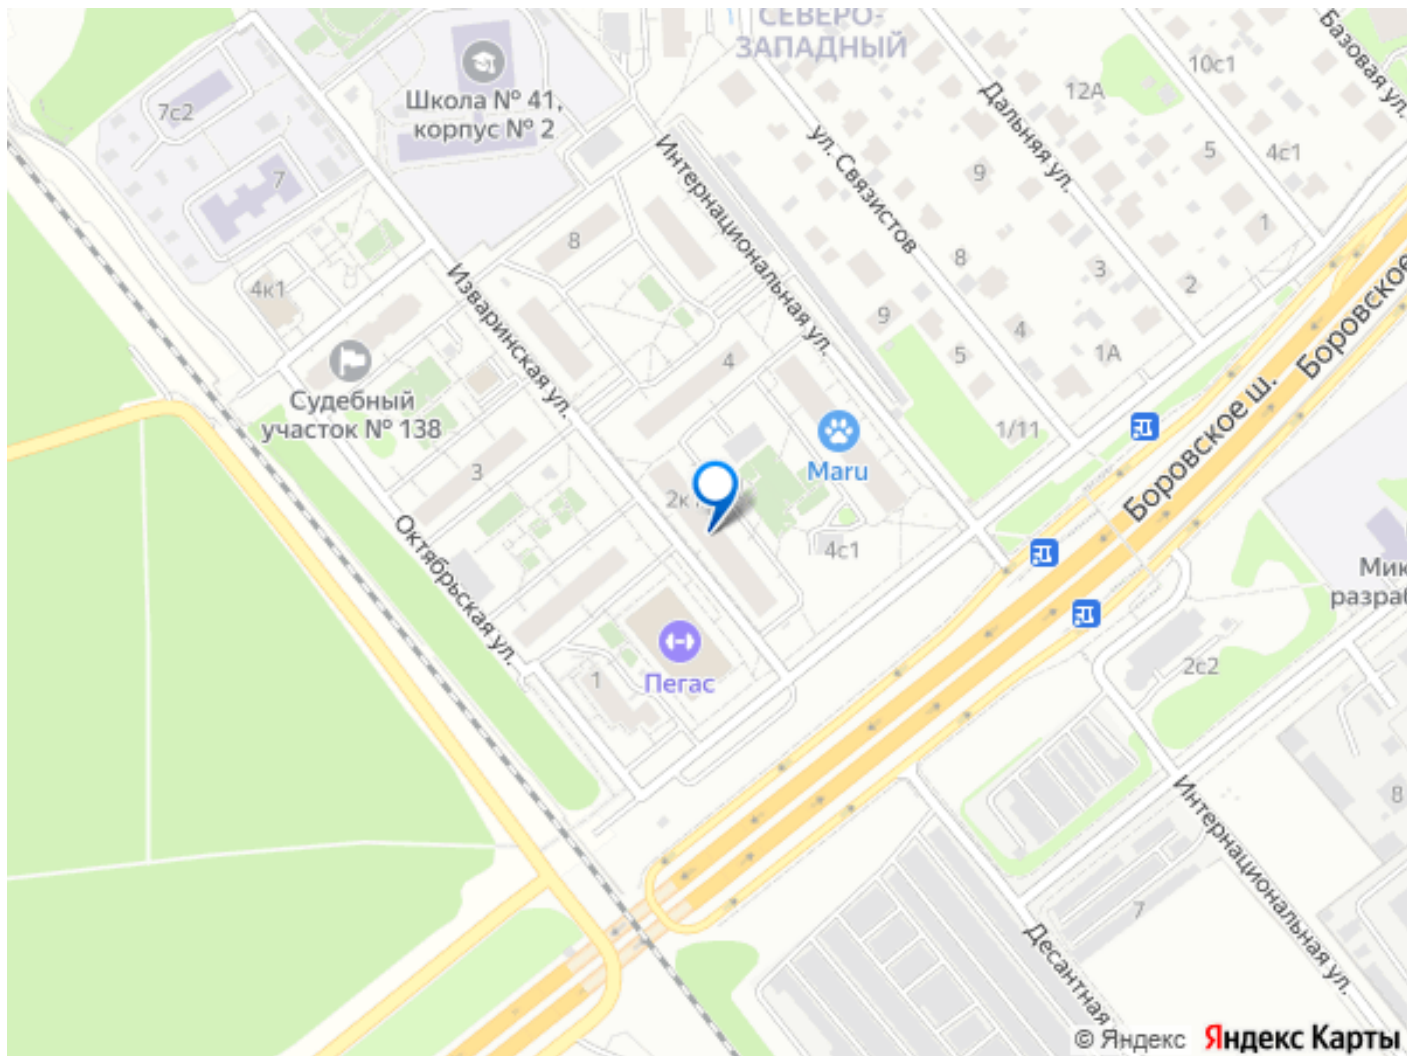 СЕВЕРО-
ЗАПАДНЫЙ
Базовая ул.
10с1
12А
Дальняя ул.
7с2
Школа № 41,
корпус № 2
ул. Связистов
Интернациональная ул.
5
4с1
9
7
1
8
8
3
2
4к1
Изваринская ул.
9
4
1А
5
Боровское
Боровское ш.
4
Судебный
участок № 138
1/11
Maru
3
2к
4с1
Октябрьская ул.
Мик
разраб
1
Пегас
2с2
Интернациональная ул.
8
7
Десантная
© Яндекс
Яндекс Карты